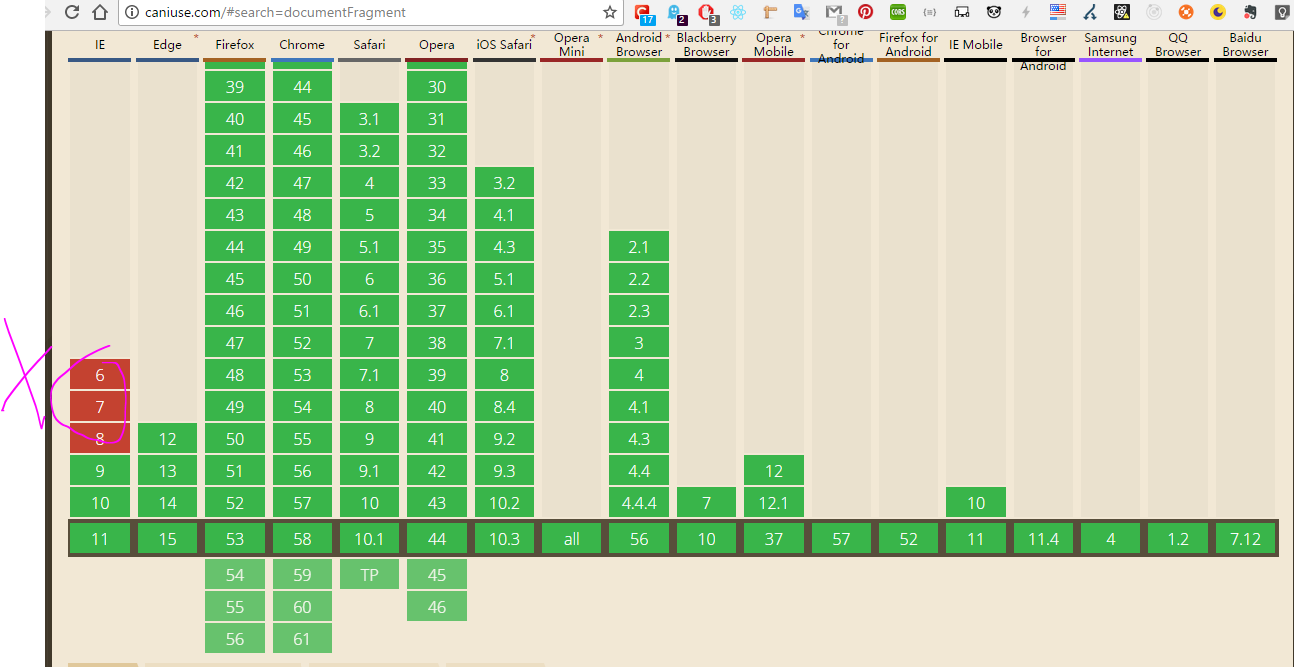 caniuse.com/#search=documentFragment
17 2 3 CORS {≡} ?
IE Edge * Firefox Chrome Safari Opera iOS Safari * Opera Mini * Android Browser * Blackberry Browser Opera Mobile * Chrome for Android Firefox for Android IE Mobile Browser for Android Samsung Internet QQ Browser Baidu Browser
39 44 30
40 45 3.1 31
41 46 3.2 32
42 47 4 33 3.2
43 48 5 34 4.1
44 49 5.1 35 4.3 2.1
45 50 6 36 5.1 2.2
46 51 6.1 37 6.1 2.3
47 52 7 38 7.1 3
6 48 53 7.1 39 8 4
7 49 54 8 40 8.4 4.1
8 12 50 55 9 41 9.2 4.3
9 13 51 56 9.1 42 9.3 4.4 12
10 14 52 57 10 43 10.2 4.4.4 7 12.1 10
11 15 53 58 10.1 44 10.3 all 56 10 37 57 52 11 11.4 4 1.2 7.12
54 59 TP 45
55 60 46
56 61